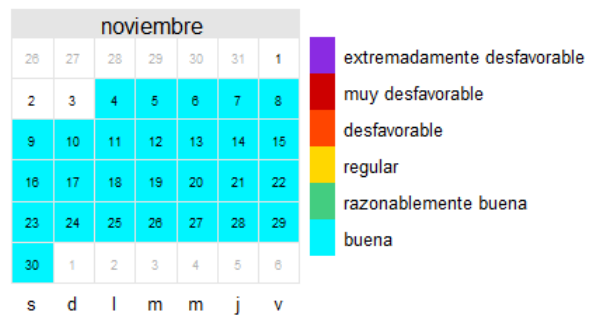 noviembre
26 27 28 29 30 31 1
2 3 4 5 6 7 8
9 10 11 12 13 14 15
16 17 18 19 20 21 22
23 24 25 26 27 28 29
30 1 2 3 4 5 6
s d l m m j v
extremadamente desfavorable
muy desfavorable
desfavorable
regular
razonablemente buena
buena